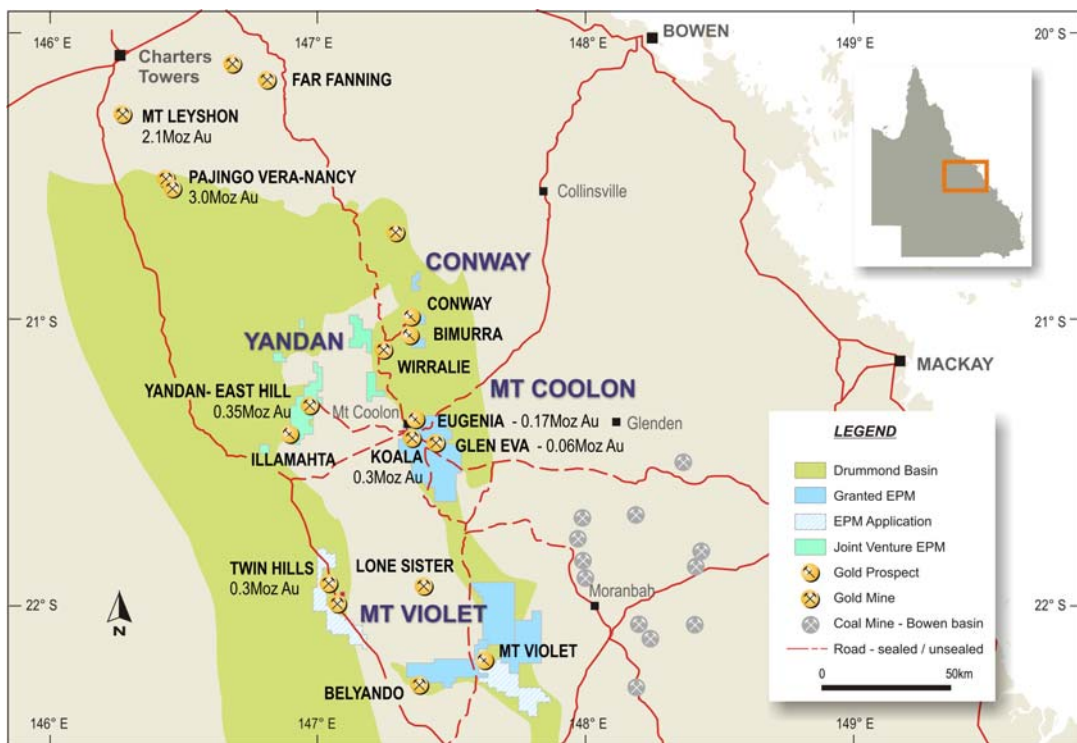 146° E
147° E
148° E
149° E
20° S
BOWEN
Charters
Towers
FAR FANNING
MT LEYSHON
2.1Moz Au
PAJINGO VERA-NANCY
3.0Moz Au
Collinsville
CONWAY
CONWAY
BIMURRA
21° S
21° S
YANDAN
WIRRALIE
MACKAY
MT COOLON
YANDAN- EAST HILL
0.35Moz Au
Mt Coolon
EUGENIA - 0.17Moz Au
Glenden
GLEN EVA - 0.06Moz Au
ILLAMAHTA
KOALA
0.3Moz Au
TWIN HILLS
0.3Moz Au
LONE SISTER
Moranbah
22° S
22° S
MT VIOLET
MT VIOLET
BELYANDO
N
146° E
147° E
148° E
149° E
LEGEND
Drummond Basin
Granted EPM
EPM Application
Joint Venture EPM
Gold Prospect
Gold Mine
Coal Mine - Bowen basin
Road - sealed / unsealed
0
50km